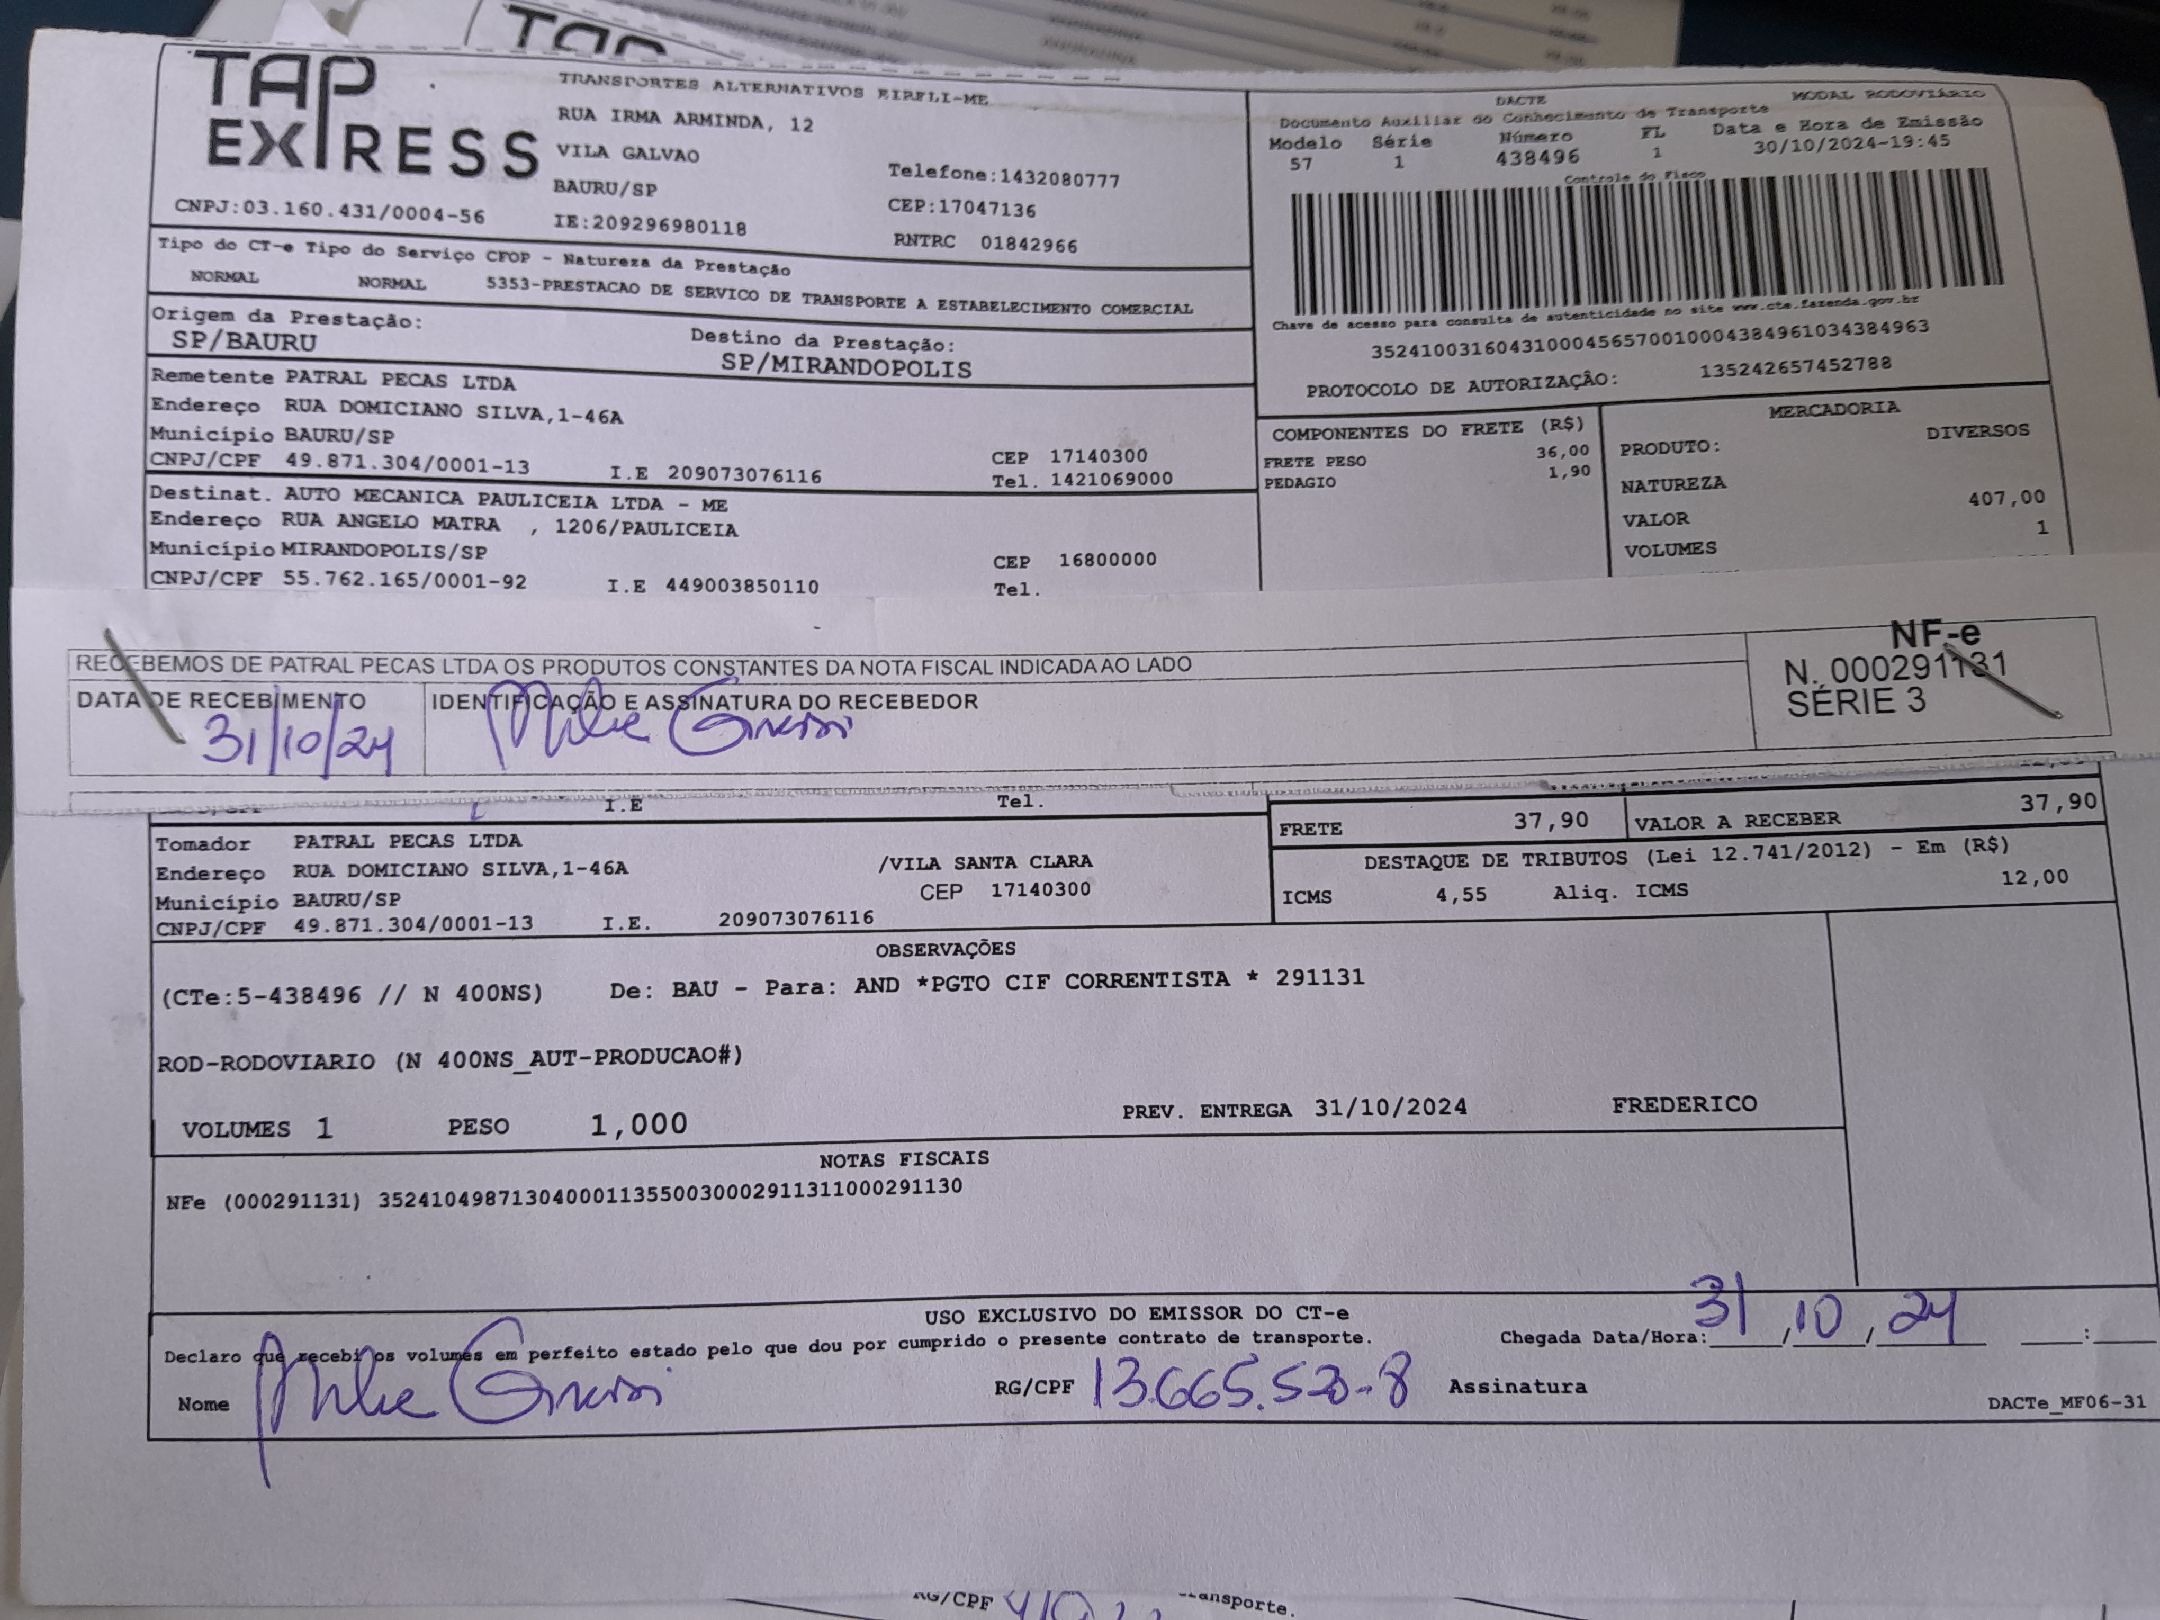 TAP
TAP
EXPRESS
TRANSPORTES ALTERNATIVOS EIRELI-ME
RUA IRMA ARMINDA, 12
VILA GALVAO
Telefone:1432080777
BAURU/SP
CEP:17047136
CNPJ:03.160.431/0004-56
IE:209296980118
RNTRC 01842966
DACTE
MODAL RODOVIÁRIO
Documento Auxiliar do Conhecimento de Transporte
Modelo Série Número FL Data e Hora de Emissão
57 1 438496 1 30/10/2024-19:45
Controle do Fisco
Chave de acesso para consulta de autenticidade no site www.cte.fazenda.gov.br
35241003160431000456570010004384961034384963
PROTOCOLO DE AUTORIZAÇÃO: 135242657452788
Tipo do CT-e Tipo do Serviço CFOP - Natureza da Prestação
NORMAL NORMAL 5353-PRESTACAO DE SERVICO DE TRANSPORTE A ESTABELECIMENTO COMERCIAL
Origem da Prestação: Destino da Prestação:
SP/BAURU SP/MIRANDOPOLIS
Remetente PATRAL PECAS LTDA
Endereço RUA DOMICIANO SILVA,1-46A
Município BAURU/SP CEP 17140300
CNPJ/CPF 49.871.304/0001-13 I.E 209073076116 Tel. 1421069000
Destinat. AUTO MECANICA PAULICEIA LTDA - ME
Endereço RUA ANGELO MATRA , 1206/PAULICEIA
Município MIRANDOPOLIS/SP CEP 16800000
CNPJ/CPF 55.762.165/0001-92 I.E 449003850110 Tel.
COMPONENTES DO FRETE (R$)
FRETE PESO 36,00
PEDAGIO 1,90
MERCADORIA
PRODUTO: DIVERSOS
NATUREZA
VALOR 407,00
VOLUMES 1
RECEBEMOS DE PATRAL PECAS LTDA OS PRODUTOS CONSTANTES DA NOTA FISCAL INDICADA AO LADO
DATA DE RECEBIMENTO IDENTIFICAÇÃO E ASSINATURA DO RECEBEDOR
31/10/24
NF-e
N. 000291131
SÉRIE 3
I.E Tel.
Tomador PATRAL PECAS LTDA
Endereço RUA DOMICIANO SILVA,1-46A /VILA SANTA CLARA
Município BAURU/SP CEP 17140300
CNPJ/CPF 49.871.304/0001-13 I.E. 209073076116
FRETE 37,90 VALOR A RECEBER 37,90
DESTAQUE DE TRIBUTOS (Lei 12.741/2012) - Em (R$)
ICMS 4,55 Aliq. ICMS 12,00
OBSERVAÇÕES
(CTe:5-438496 // N 400NS) De: BAU - Para: AND *PGTO CIF CORRENTISTA * 291131
ROD-RODOVIARIO (N 400NS_AUT-PRODUCAO#)
VOLUMES 1 PESO 1,000 PREV. ENTREGA 31/10/2024 FREDERICO
NOTAS FISCAIS
NFe (000291131) 35241049871304000113550030002911311000291130
USO EXCLUSIVO DO EMISSOR DO CT-e
Declaro que recebi os volumes em perfeito estado pelo que dou por cumprido o presente contrato de transporte.
Chegada Data/Hora: 31/10/24 :
Nome RG/CPF 13.665.520-8 Assinatura
DACTe_MF06-31
RG/CPF